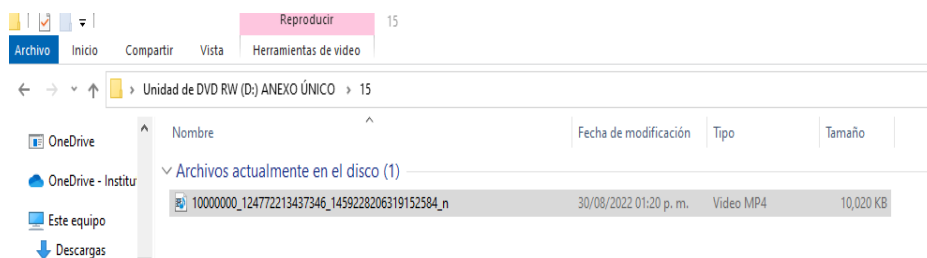 Reproducir 15
Archivo Inicio Compartir Vista Herramientas de video
Unidad de DVD RW (D:) ANEXO ÚNICO > 15
OneDrive
OneDrive - Institu
Este equipo
Descargas
Nombre Fecha de modificación Tipo Tamaño
Archivos actualmente en el disco (1)
10000000_124772213437346_1459228206319152584_n 30/08/2022 01:20 p. m. Video MP4 10,020 KB